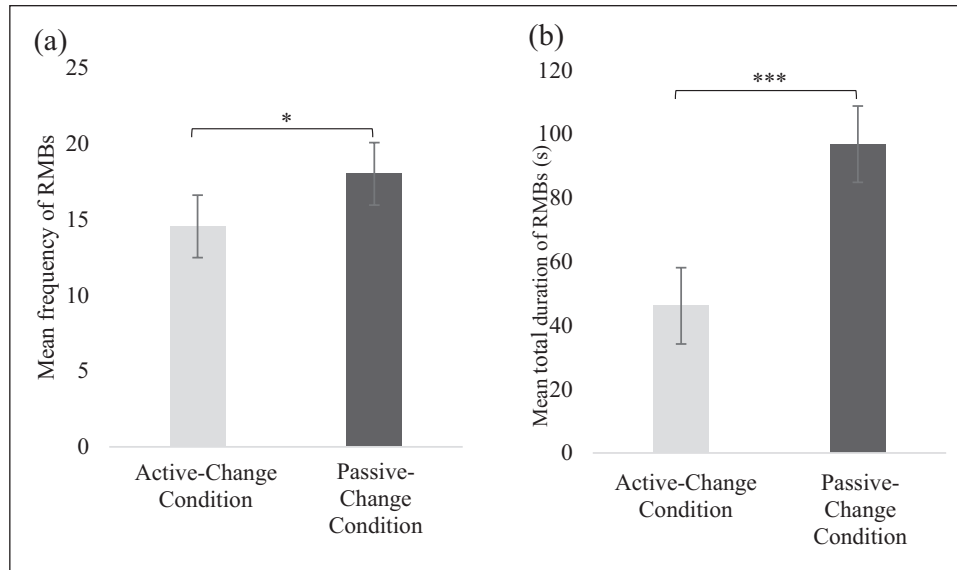 (a)
25
20
15
10
5
0
Mean frequency of RMBs
*
Active-Change
Condition
Passive-
Change
Condition
(b)
120
100
80
60
40
20
0
Mean total duration of RMBs (s)
***
Active-Change
Condition
Passive-
Change
Condition